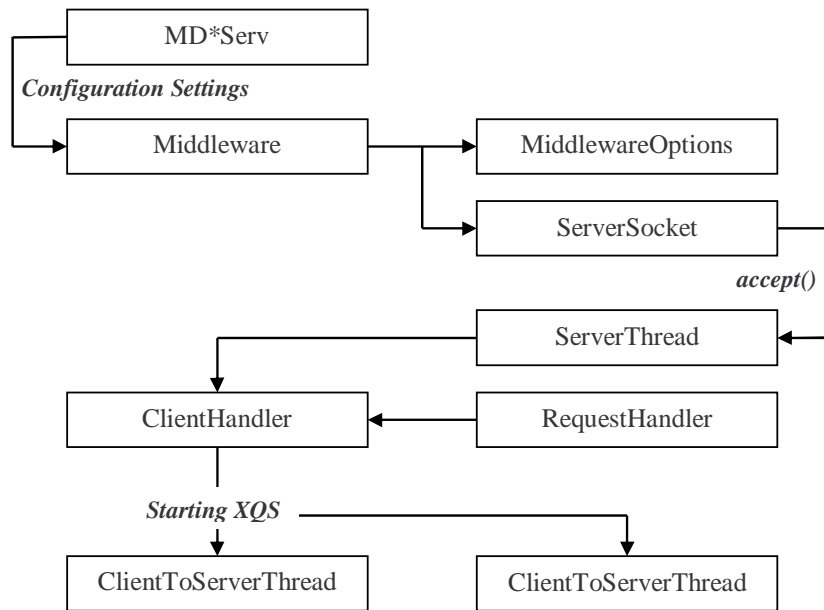 MD*Serv
Configuration Settings
Middleware
MiddlewareOptions
ServerSocket
accept()
ServerThread
ClientHandler
RequestHandler
Starting XQS
ClientToServerThread
ClientToServerThread